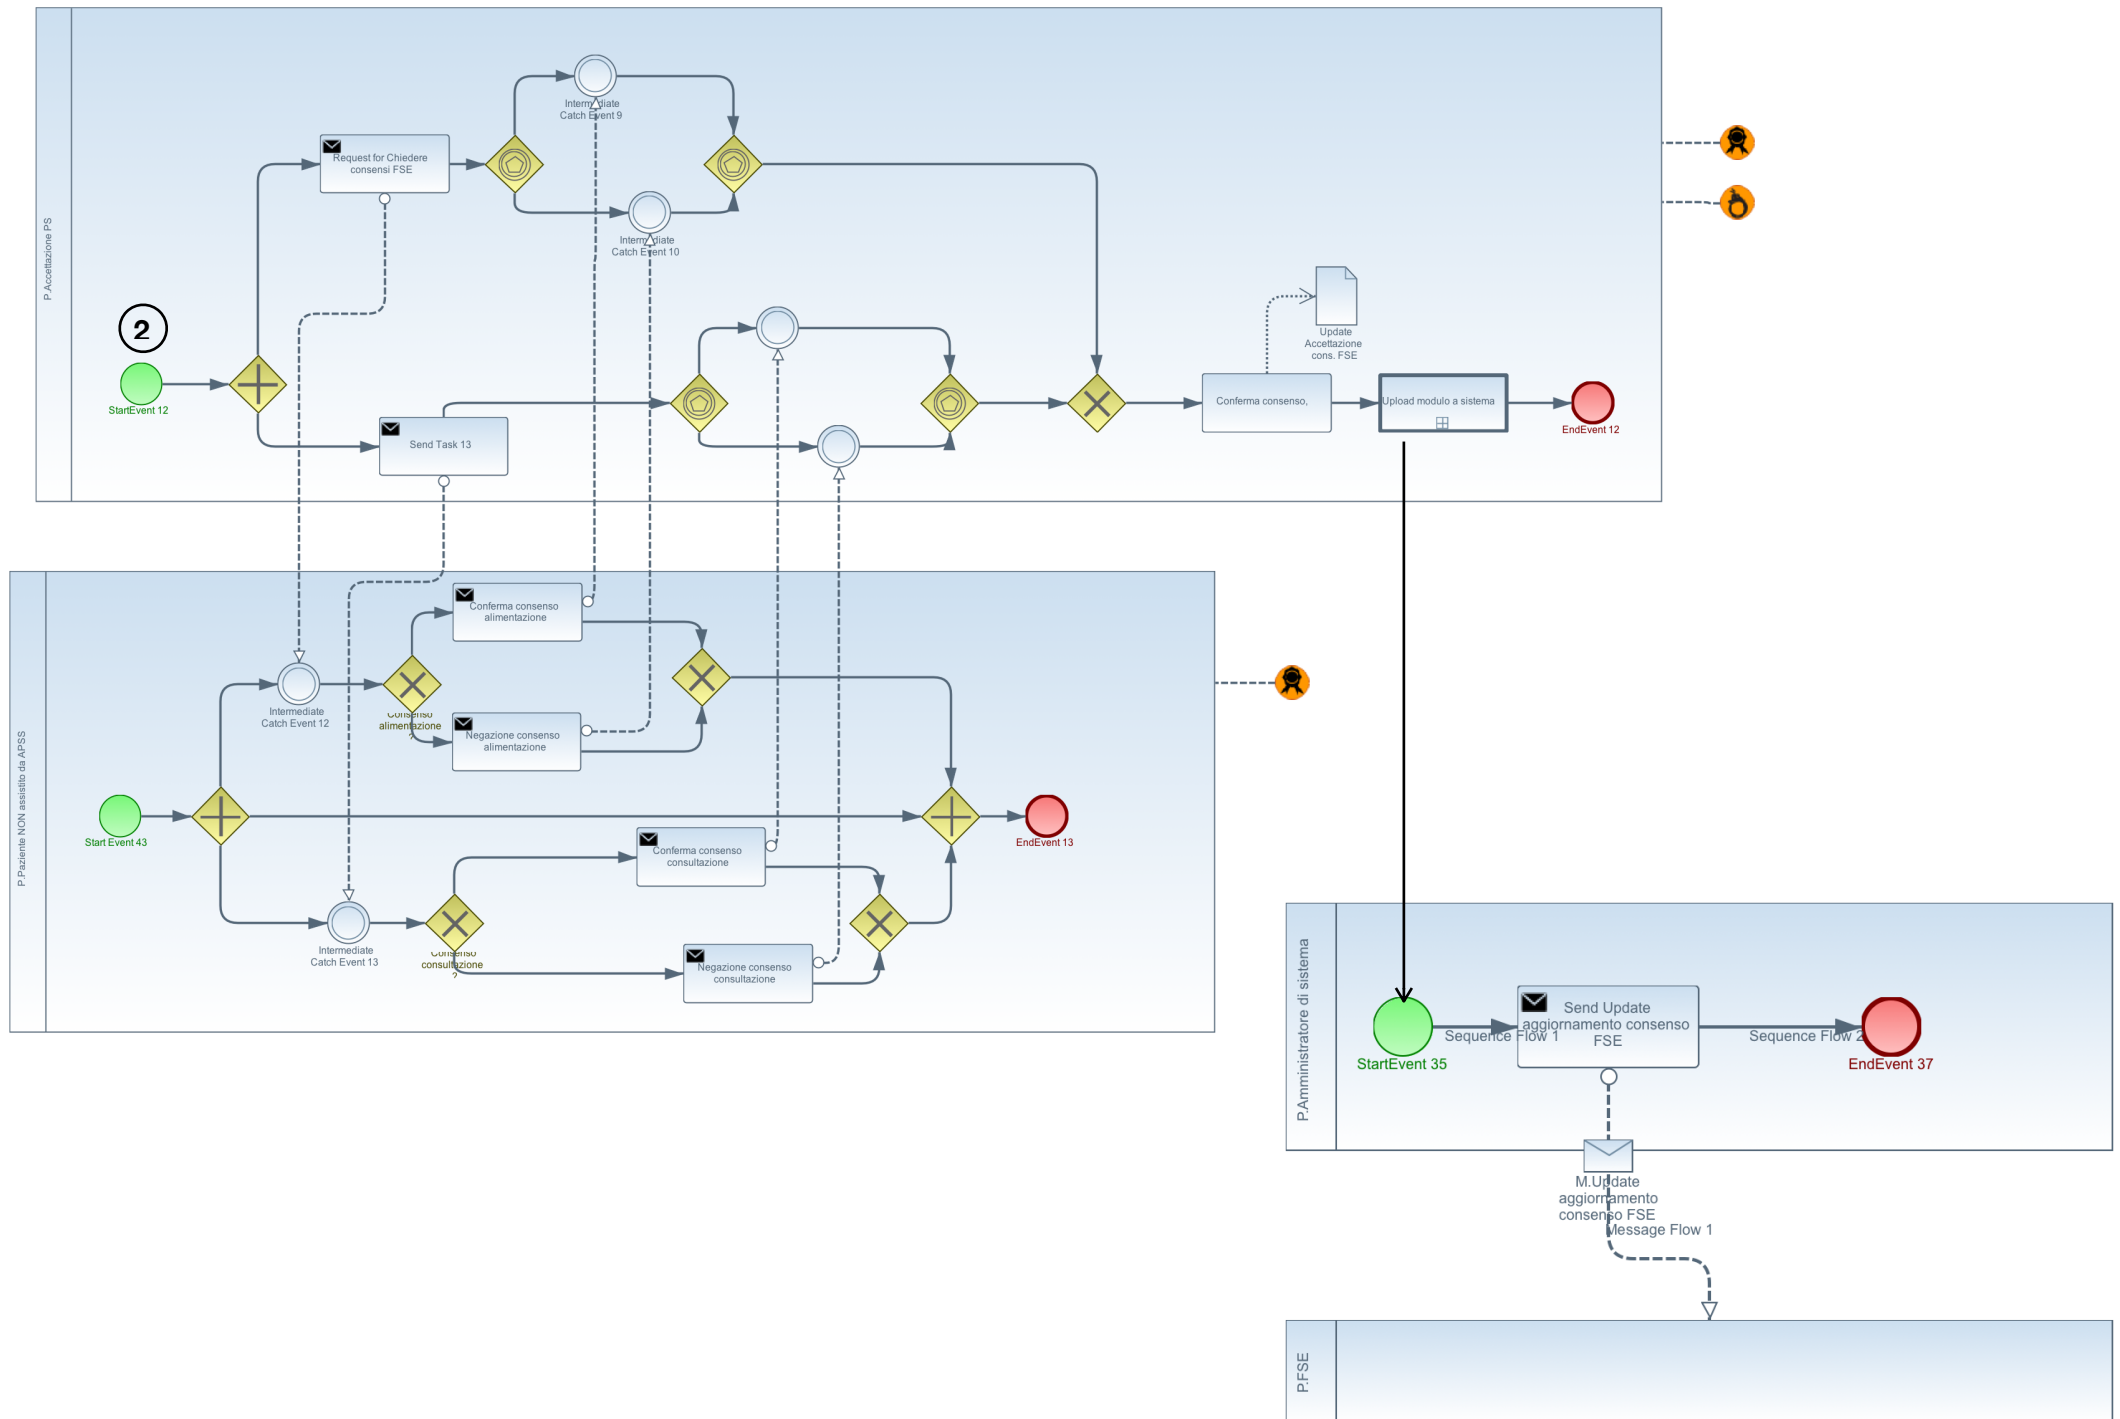 P.Accettazione PS
Intermediate
Catch Event 9
Request for Chiedere
consensi FSE
Intermediate
Catch Event 10
2
StartEvent 12
Send Task 13
Update
Accettazione
cons. FSE
Conferma consenso,
Upload modulo a sistema
EndEvent 12
P.Paziente NON assistito da APSS
Conferma consenso
alimentazione
Intermediate
Catch Event 12
Consenso
alimentazione
?
Negazione consenso
alimentazione
Start Event 43
EndEvent 13
Conferma consenso
consultazione
Intermediate
Catch Event 13
Consenso
consultazione
?
Negazione consenso
consultazione
P.Amministratore di sistema
StartEvent 35
Sequence Flow 1
Send Update
aggiornamento consenso
FSE
Sequence Flow 2
EndEvent 37
M.Update
aggiornamento
consenso FSE
Message Flow 1
P.FSE